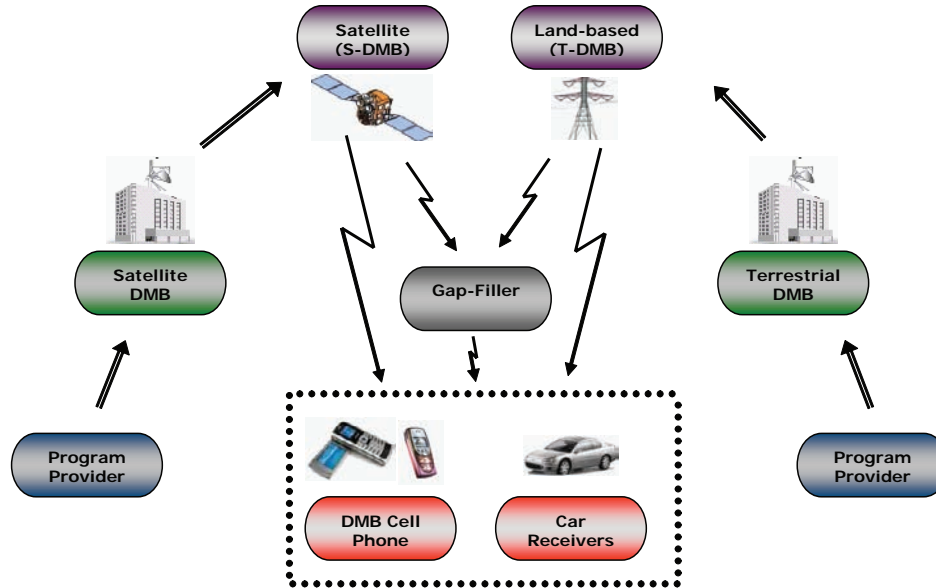 Satellite
(S-DMB)
Land-based
(T-DMB)
Satellite
DMB
Gap-Filler
Terrestrial
DMB
Program
Provider
DMB Cell
Phone
Car
Receivers
Program
Provider